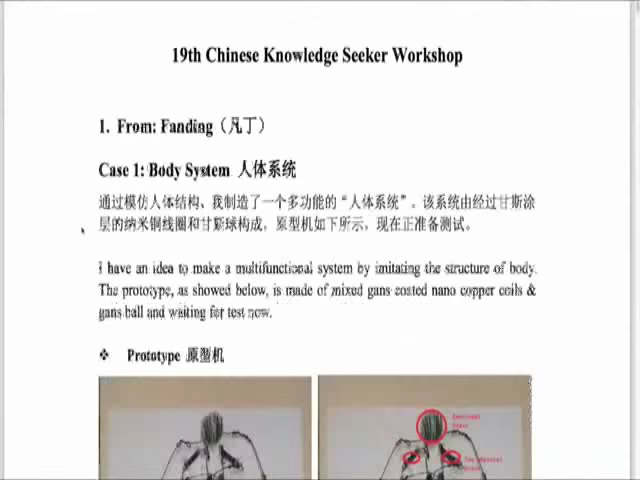 19th Chinese Knowledge Seeker Workshop
1. From: Fanding（凡丁）
Case 1: Body System 人体系统
通过模仿人体结构、我制造了一个多功能的“人体系统”。该系统由经过甘斯涂
层的纳米铜线圈和甘斯球构成，原型机如下所示，现在正准备测试。
I have an idea to make a multifunctional system by imitating the structure of body.
The prototype, as showed below, is made of mixed gans coated nano copper coils &
gans ball and waiting for test now.
❖ Prototype 原型机
Emotional